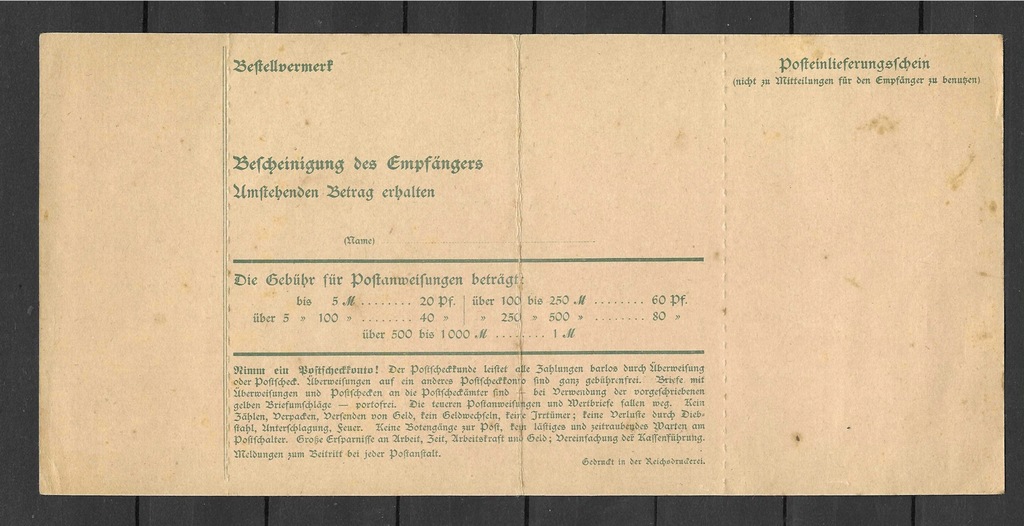 Bestellvermerk
Posteinlieferungsschein
(nicht zu Mitteilungen für den Empfänger zu benutzen)
Bescheinigung des Empfängers
Umstehenden Betrag erhalten
(Name)
Die Gebühr für Postanweisungen beträgt:
bis 5 ℳ ........ 20 Pf. über 100 bis 250 ℳ ........ 60 Pf.
über 5 » 100 » ........ 40 » » 250 » 500 » ........ 80 »
über 500 bis 1000 ℳ ........ 1 ℳ
Nimm ein Postscheckkonto! Der Postscheckkunde leistet alle Zahlungen barlos durch Überweisung
oder Postscheck. Überweisungen auf ein anderes Postscheckkonto sind ganz gebührenfrei. Briefe mit
Überweisungen und Postschecken an die Postscheckämter sind — bei Verwendung der vorgeschriebenen
gelben Briefumschläge — portofrei. Die teueren Postanweisungen und Wertbriefe fallen weg. Kein
Zählen, Verpacken, Versenden von Geld, kein Geldwechseln, keine Irrtümer; keine Verluste durch Dieb-
stahl, Unterschlagung, Feuer. Keine Botengänge zur Post, kein lästiges und zeitraubendes Warten am
Postschalter. Große Ersparnisse an Arbeit, Zeit, Arbeitskraft und Geld; Vereinfachung der Kassenführung.
Meldungen zum Beitritt bei jeder Postanstalt.
Gedruckt in der Reichsdruckerei.